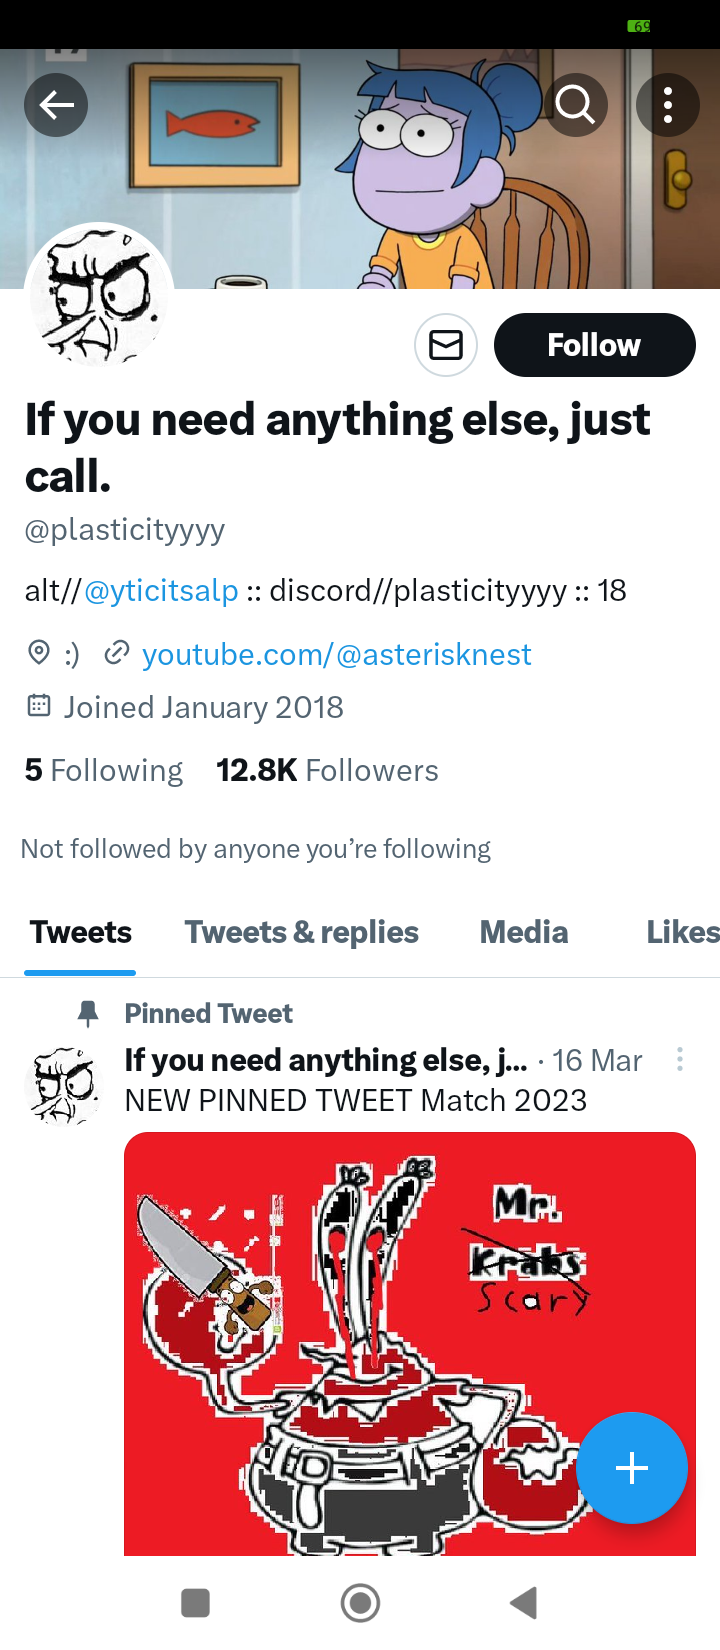 69
Follow
If you need anything else, just
call.
@plasticityyyy
alt//@yticitsalp :: discord//plasticityyyy :: 18
:) youtube.com/@asterisknest
Joined January 2018
5 Following 12.8K Followers
Not followed by anyone you’re following
Tweets Tweets & replies Media Likes
Pinned Tweet
If you need anything else, j... · 16 Mar
NEW PINNED TWEET Match 2023
Mr.
Krabs
Scary